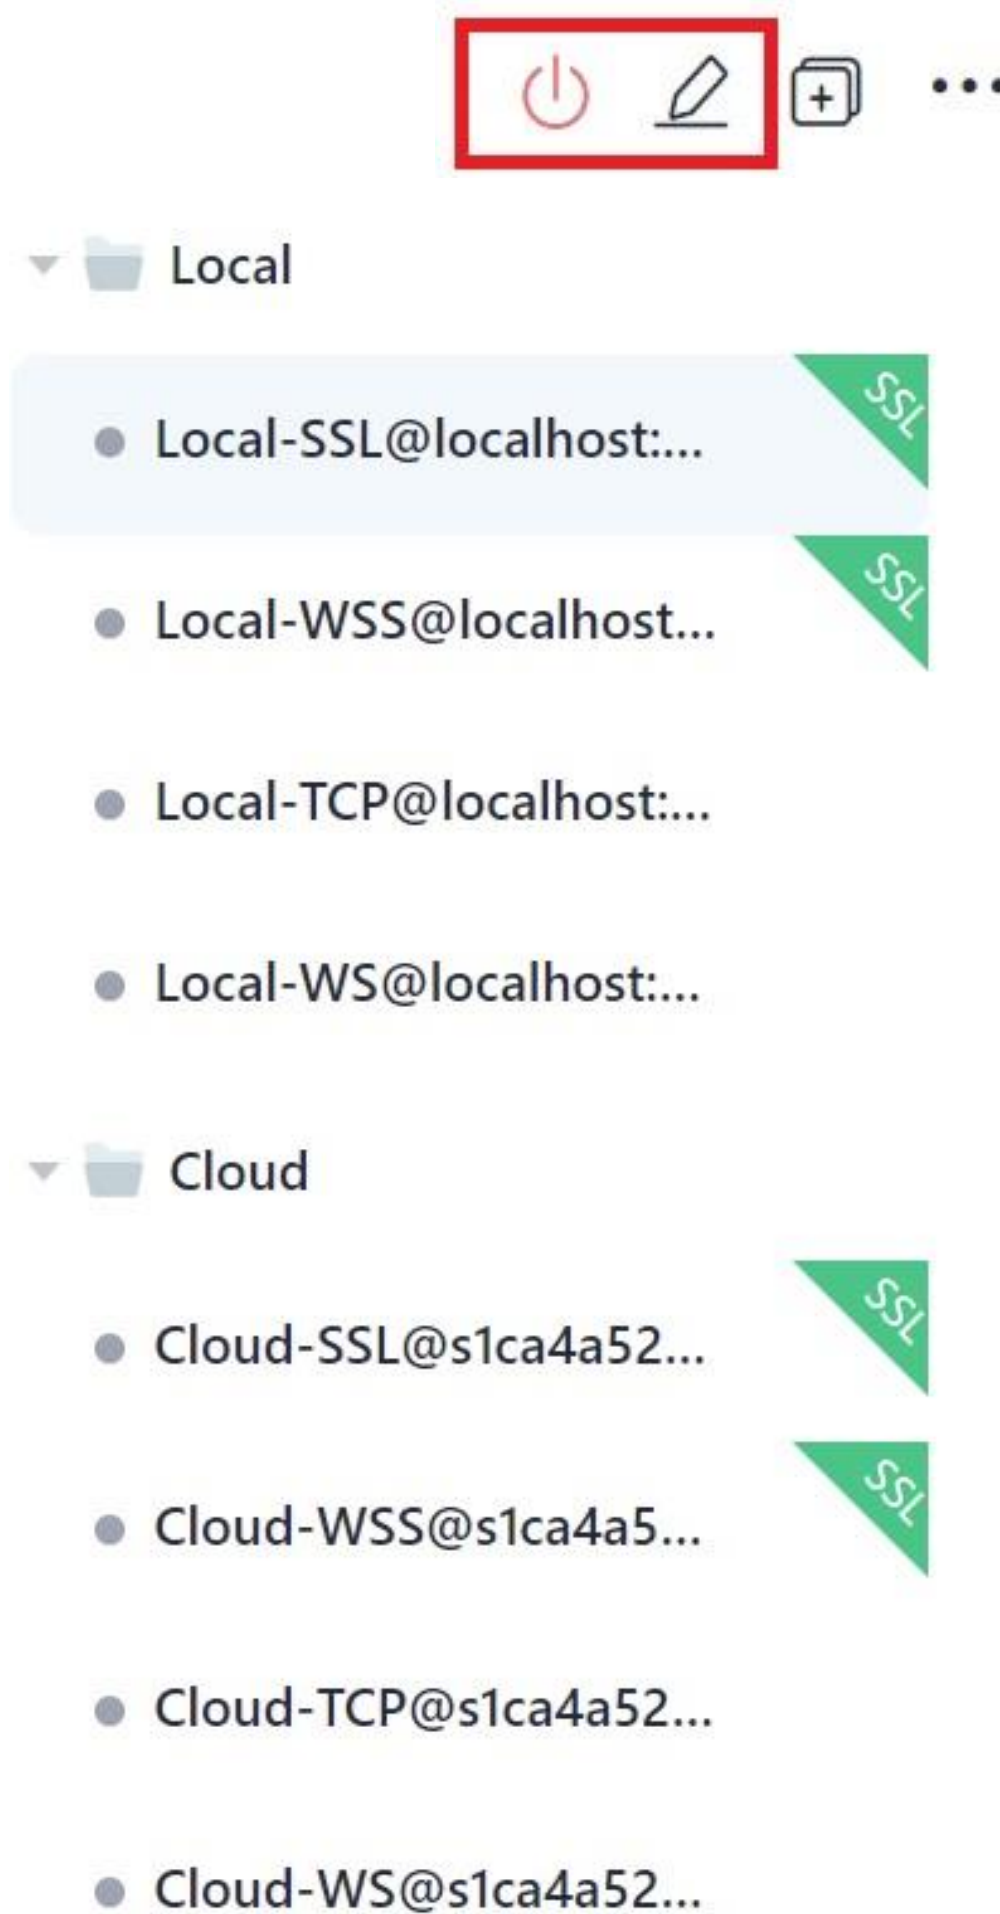 Local
SSL
Local-SSL@localhost:...
SSL
Local-WSS@localhost...
Local-TCP@localhost:...
Local-WS@localhost:...
Cloud
SSL
Cloud-SSL@s1ca4a52...
SSL
Cloud-WSS@s1ca4a5...
Cloud-TCP@s1ca4a52...
Cloud-WS@s1ca4a52...